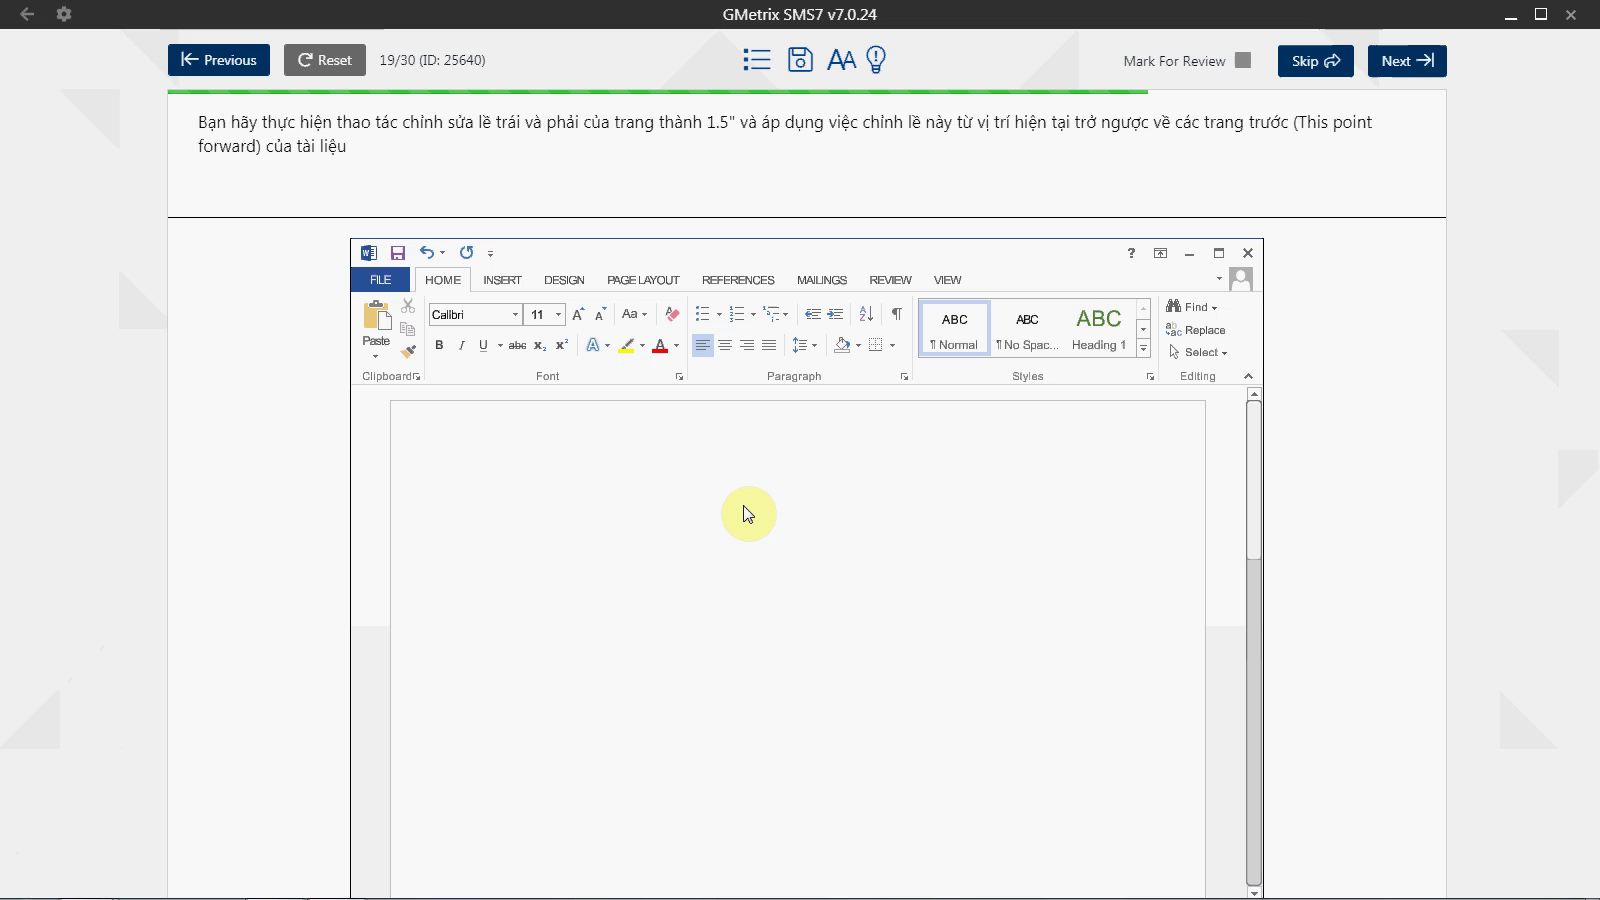 GMetrix SMS7 v7.0.24
Previous Reset 19/30 (ID: 25640) AA Mark For Review Skip Next
Bạn hãy thực hiện thao tác chỉnh sửa lề trái và phải của trang thành 1.5" và áp dụng việc chỉnh lề này từ vị trí hiện tại trở ngược về các trang trước (This point
forward) của tài liệu
FILE HOME INSERT DESIGN PAGE LAYOUT REFERENCES MAILINGS REVIEW VIEW
Calibri 11 A A Aa ABC ABC ABC Find
Replace
Paste B I U abc x₂ x² A A ¶ Normal ¶ No Spac... Heading 1 Select
Clipboard Font Paragraph Styles Editing